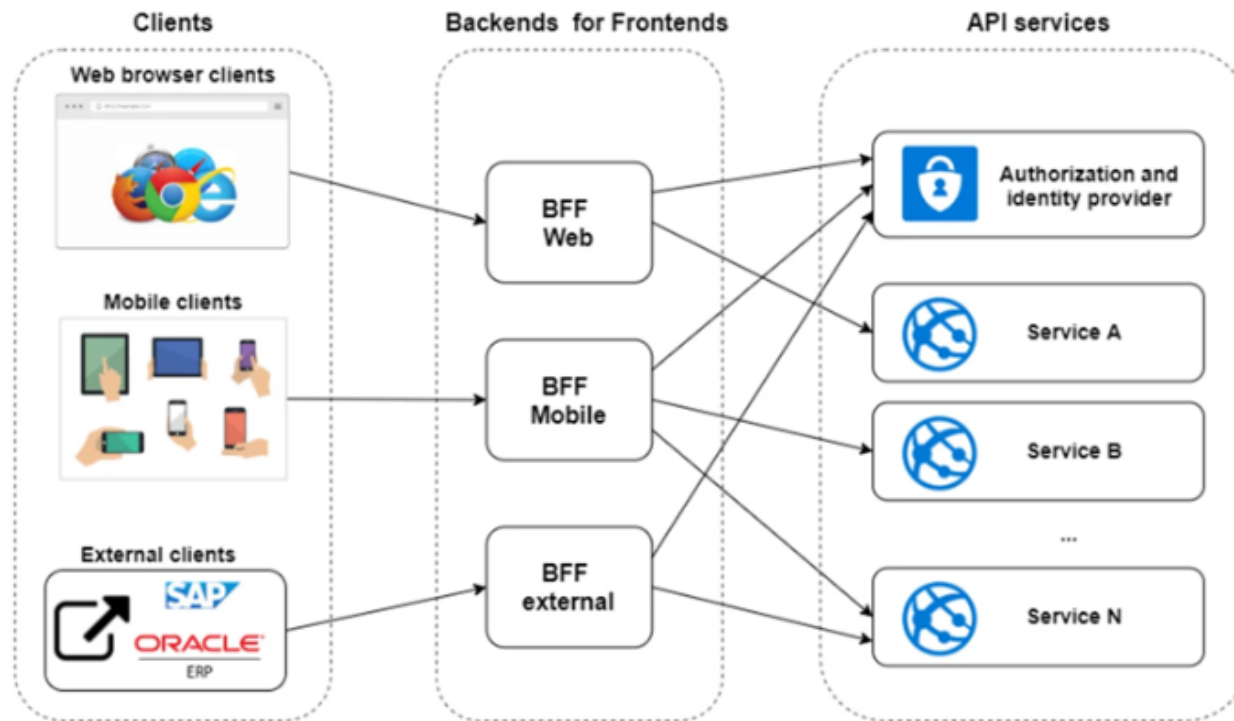 Clients
Backends for Frontends
API services
Web browser clients
BFF
Web
Authorization and
identity provider
Mobile clients
BFF
Mobile
Service A
Service B
...
External clients
SAP
ORACLE
ERP
BFF
external
Service N